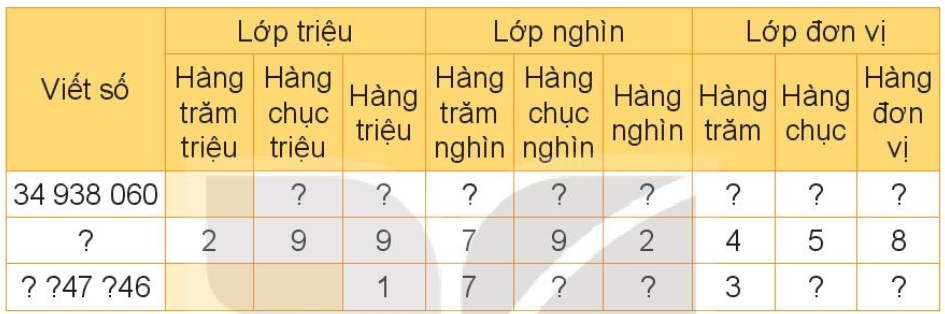 Viết số | Lớp triệu | Lớp nghìn | Lớp đơn vị
Hàng trăm triệu | Hàng chục triệu | Hàng triệu | Hàng trăm nghìn | Hàng chục nghìn | Hàng nghìn | Hàng trăm | Hàng chục | Hàng đơn vị
34 938 060 | | ? | ? | ? | ? | ? | ? | ? | ?
? | 2 | 9 | 9 | 7 | 9 | 2 | 4 | 5 | 8
? ?47 ?46 | | | 1 | 7 | ? | ? | 3 | ? | ?